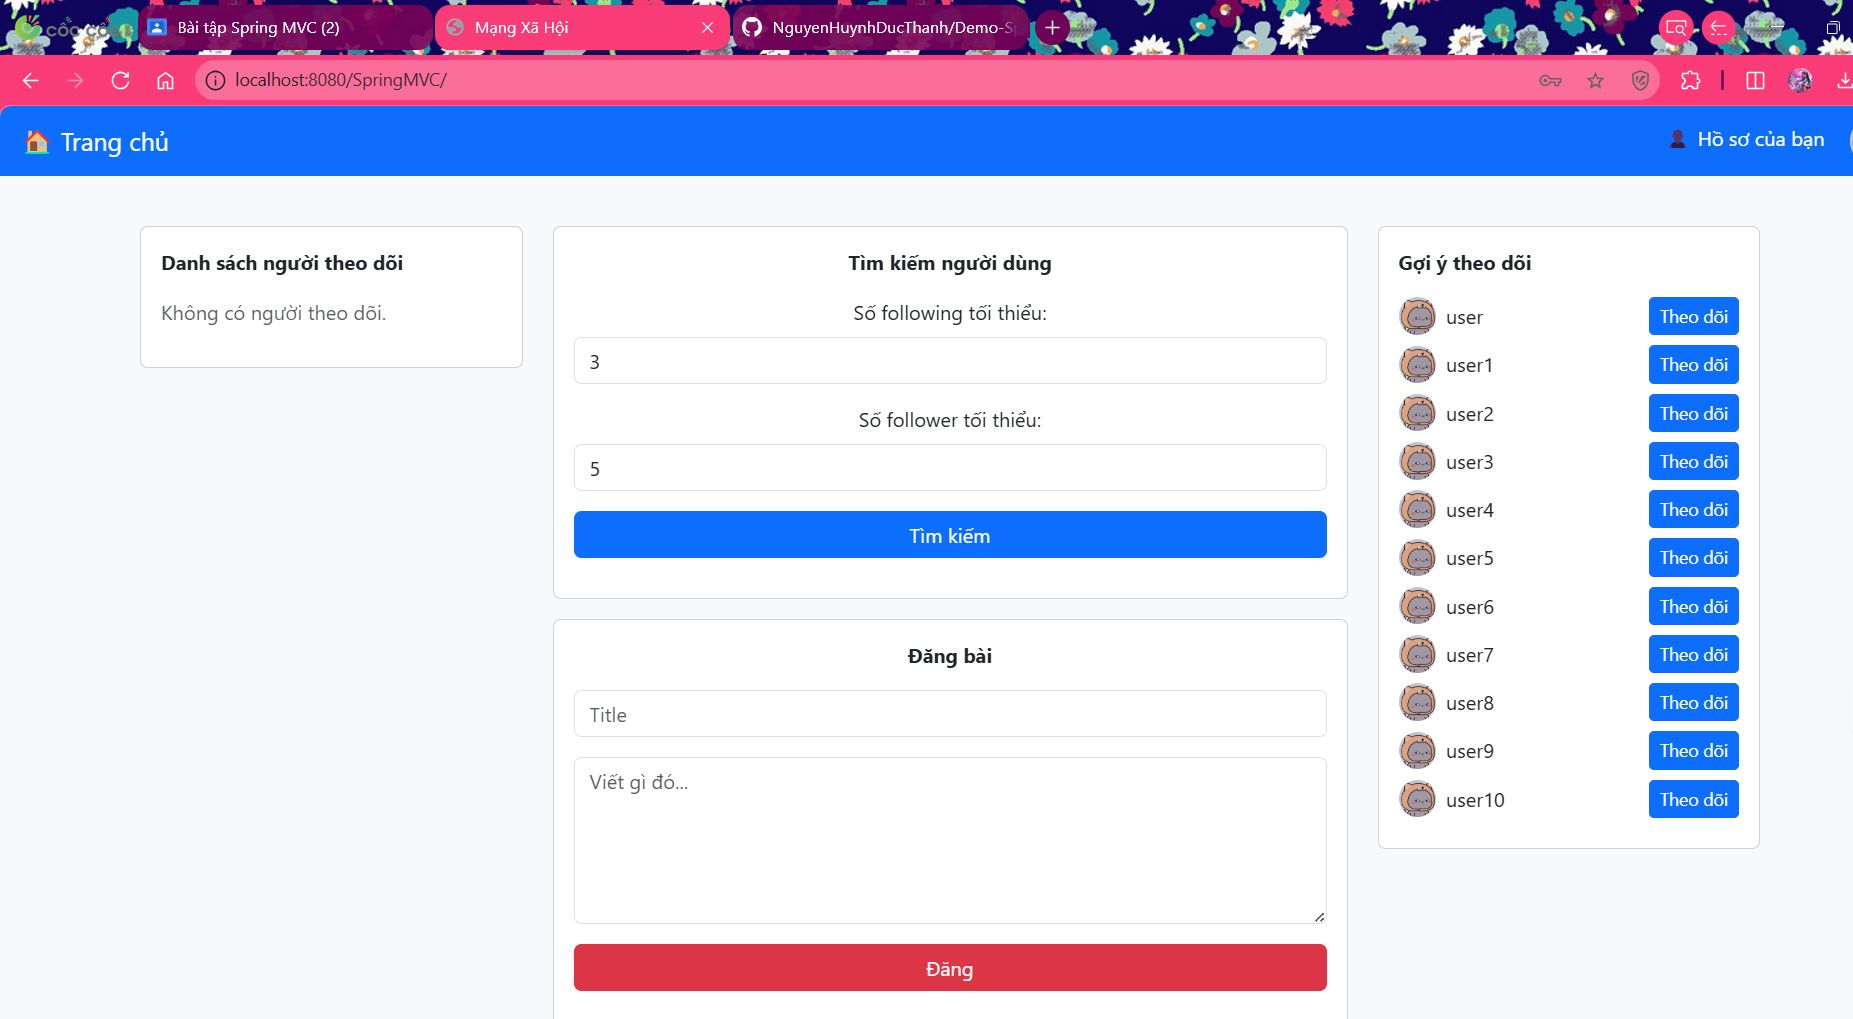 Bài tập Spring MVC (2)
Mạng Xã Hội
NguyenHuynhDucThanh/Demo-S
localhost:8080/SpringMVC/
Trang chủ
Hồ sơ của bạn
Danh sách người theo dõi
Không có người theo dõi.
Tìm kiếm người dùng
Số following tối thiểu:
3
Số follower tối thiểu:
5
Tìm kiếm
Đăng bài
Title
Viết gì đó...
Đăng
Gợi ý theo dõi
user Theo dõi
user1 Theo dõi
user2 Theo dõi
user3 Theo dõi
user4 Theo dõi
user5 Theo dõi
user6 Theo dõi
user7 Theo dõi
user8 Theo dõi
user9 Theo dõi
user10 Theo dõi